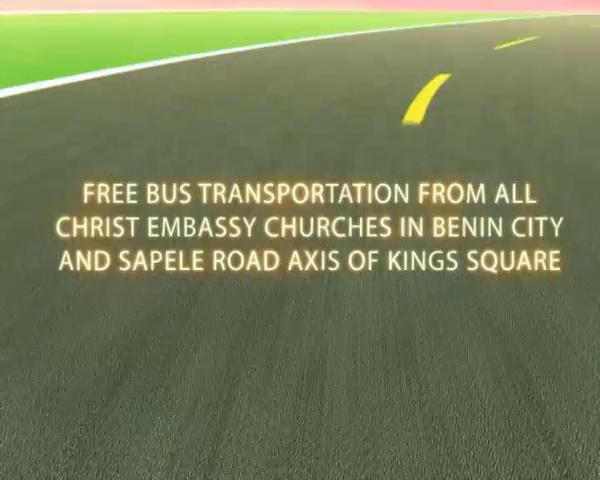 FREE BUS TRANSPORTATION FROM ALL
CHRIST EMBASSY CHURCHES IN BENIN CITY
AND SAPELE ROAD AXIS OF KINGS SQUARE